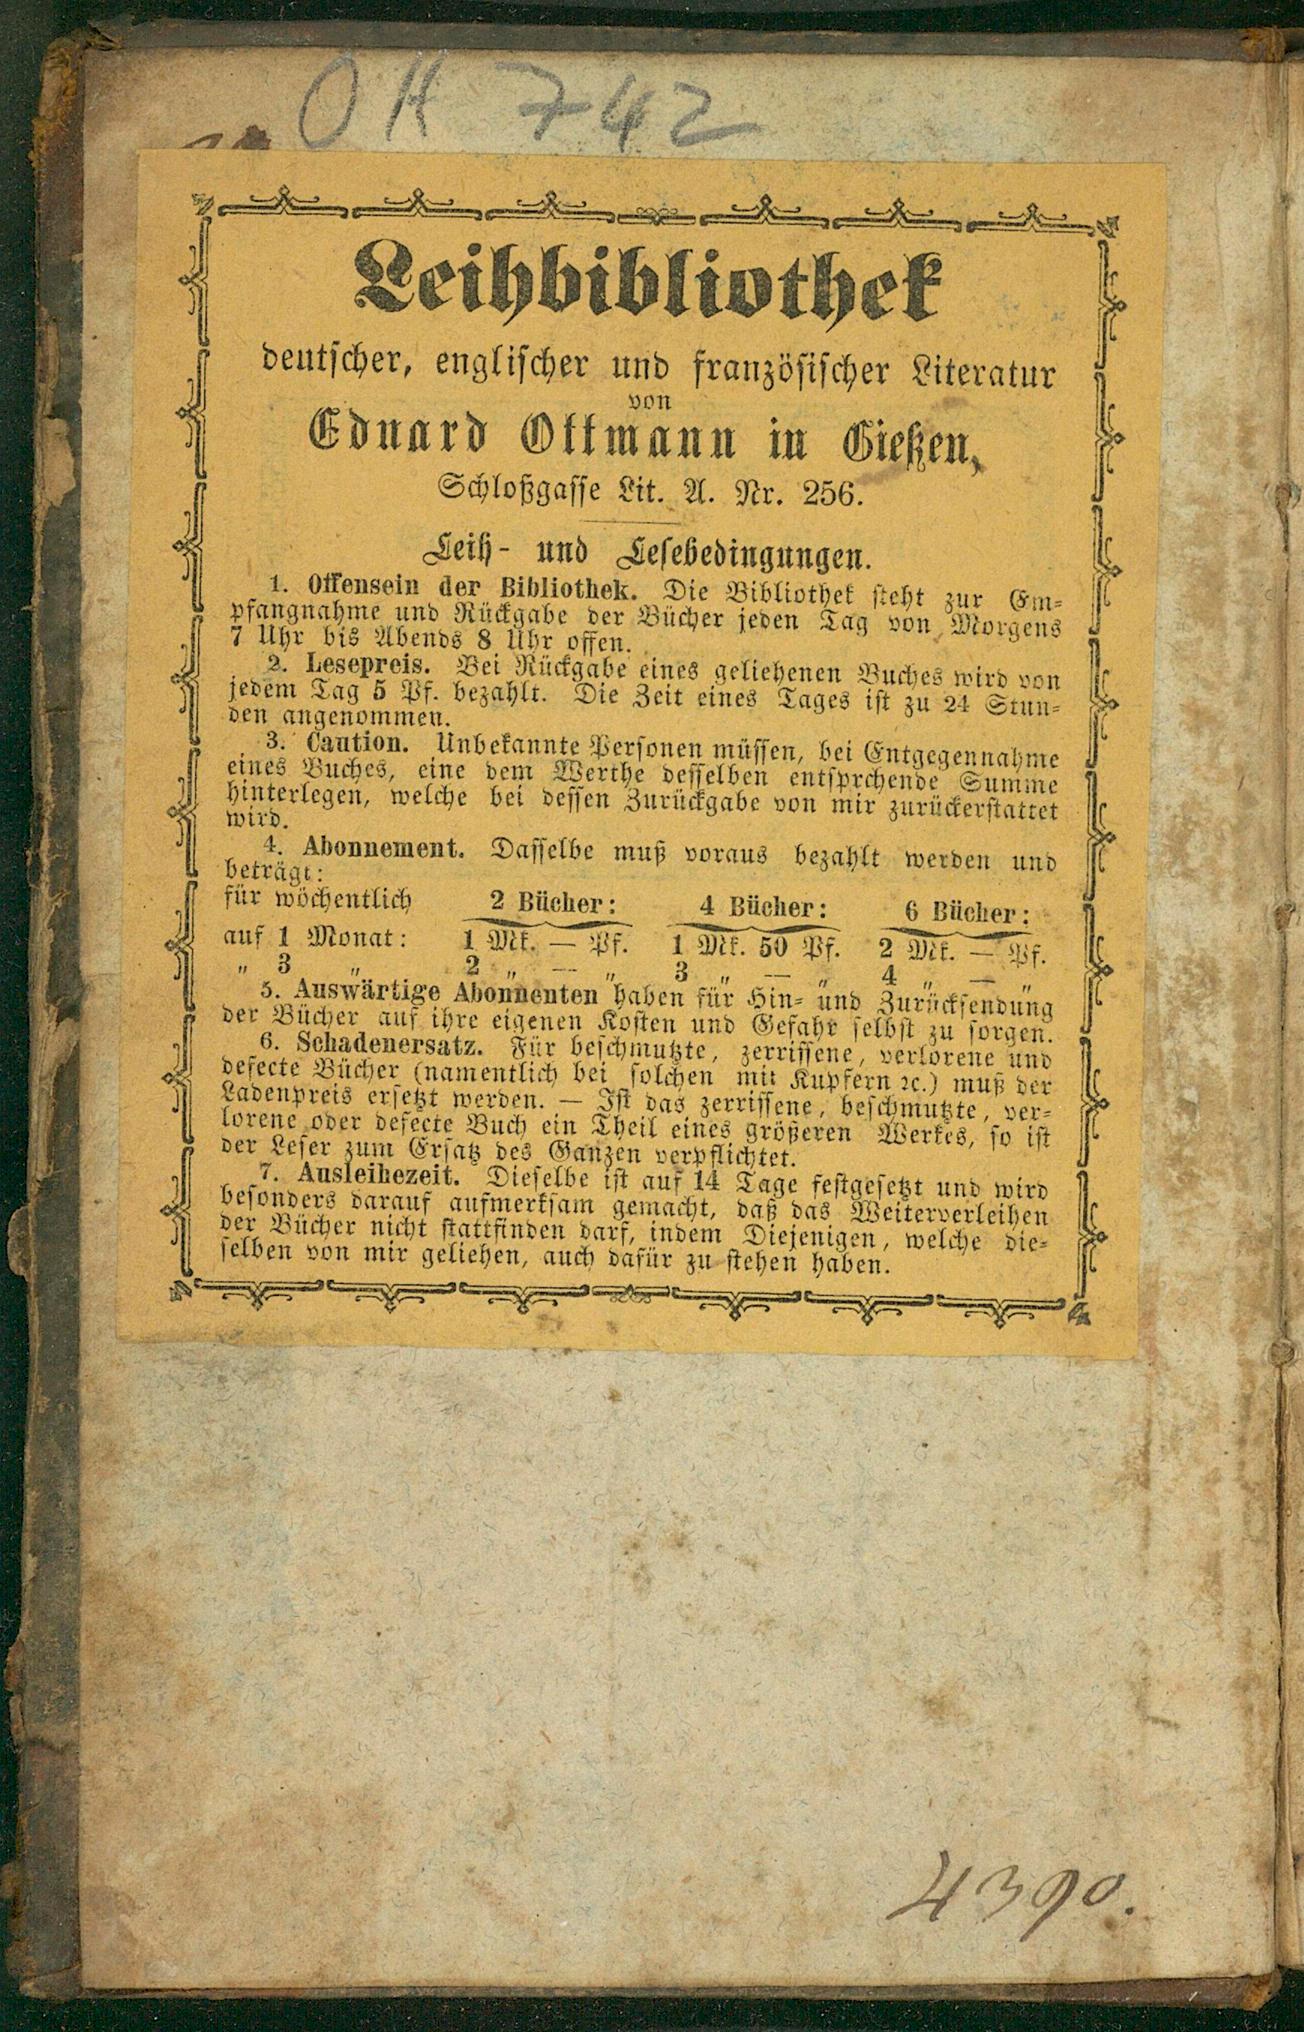 OH 742
Leihbibliothek
deutscher, englischer und französischer Literatur
von
Eduard Ottmann in Gießen,
Schloßgasse Lit. A. Nr. 256.
Leih- und Lesebedingungen.
1. Offensein der Bibliothek. Die Bibliothek steht zur Em-
pfangnahme und Rückgabe der Bücher jeden Tag von Morgens
7 Uhr bis Abends 8 Uhr offen.
2. Lesepreis. Bei Rückgabe eines geliehenen Buches wird von
jedem Tag 5 Pf. bezahlt. Die Zeit eines Tages ist zu 24 Stun-
den angenommen.
3. Caution. Unbekannte Personen müssen, bei Entgegennahme
eines Buches, eine dem Werthe desselben entsprchende Summe
hinterlegen, welche bei dessen Zurückgabe von mir zurückerstattet
wird.
4. Abonnement. Dasselbe muß voraus bezahlt werden und
beträgt:
für wöchentlich 2 Bücher: 4 Bücher: 6 Bücher:
auf 1 Monat: 1 Mk. — Pf. 1 Mk. 50 Pf. 2 Mk. — Pf.
„ 3 „ 2 „ — „ 3 „ — „ 4 „ — „
5. Auswärtige Abonnenten haben für Hin- und Zurücksendung
der Bücher auf ihre eigenen Kosten und Gefahr selbst zu sorgen.
6. Schadenersatz. Für beschmutzte, zerrissene, verlorene und
defecte Bücher (namentlich bei solchen mit Kupfern ꝛc.) muß der
Ladenpreis ersetzt werden. — Ist das zerrissene, beschmutzte, ver-
lorene oder defecte Buch ein Theil eines größeren Werkes, so ist
der Leser zum Ersatz des Ganzen verpflichtet.
7. Ausleihezeit. Dieselbe ist auf 14 Tage festgesetzt und wird
besonders darauf aufmerksam gemacht, daß das Weiterverleihen
der Bücher nicht stattfinden darf, indem Diejenigen, welche die-
selben von mir geliehen, auch dafür zu stehen haben.
4390.